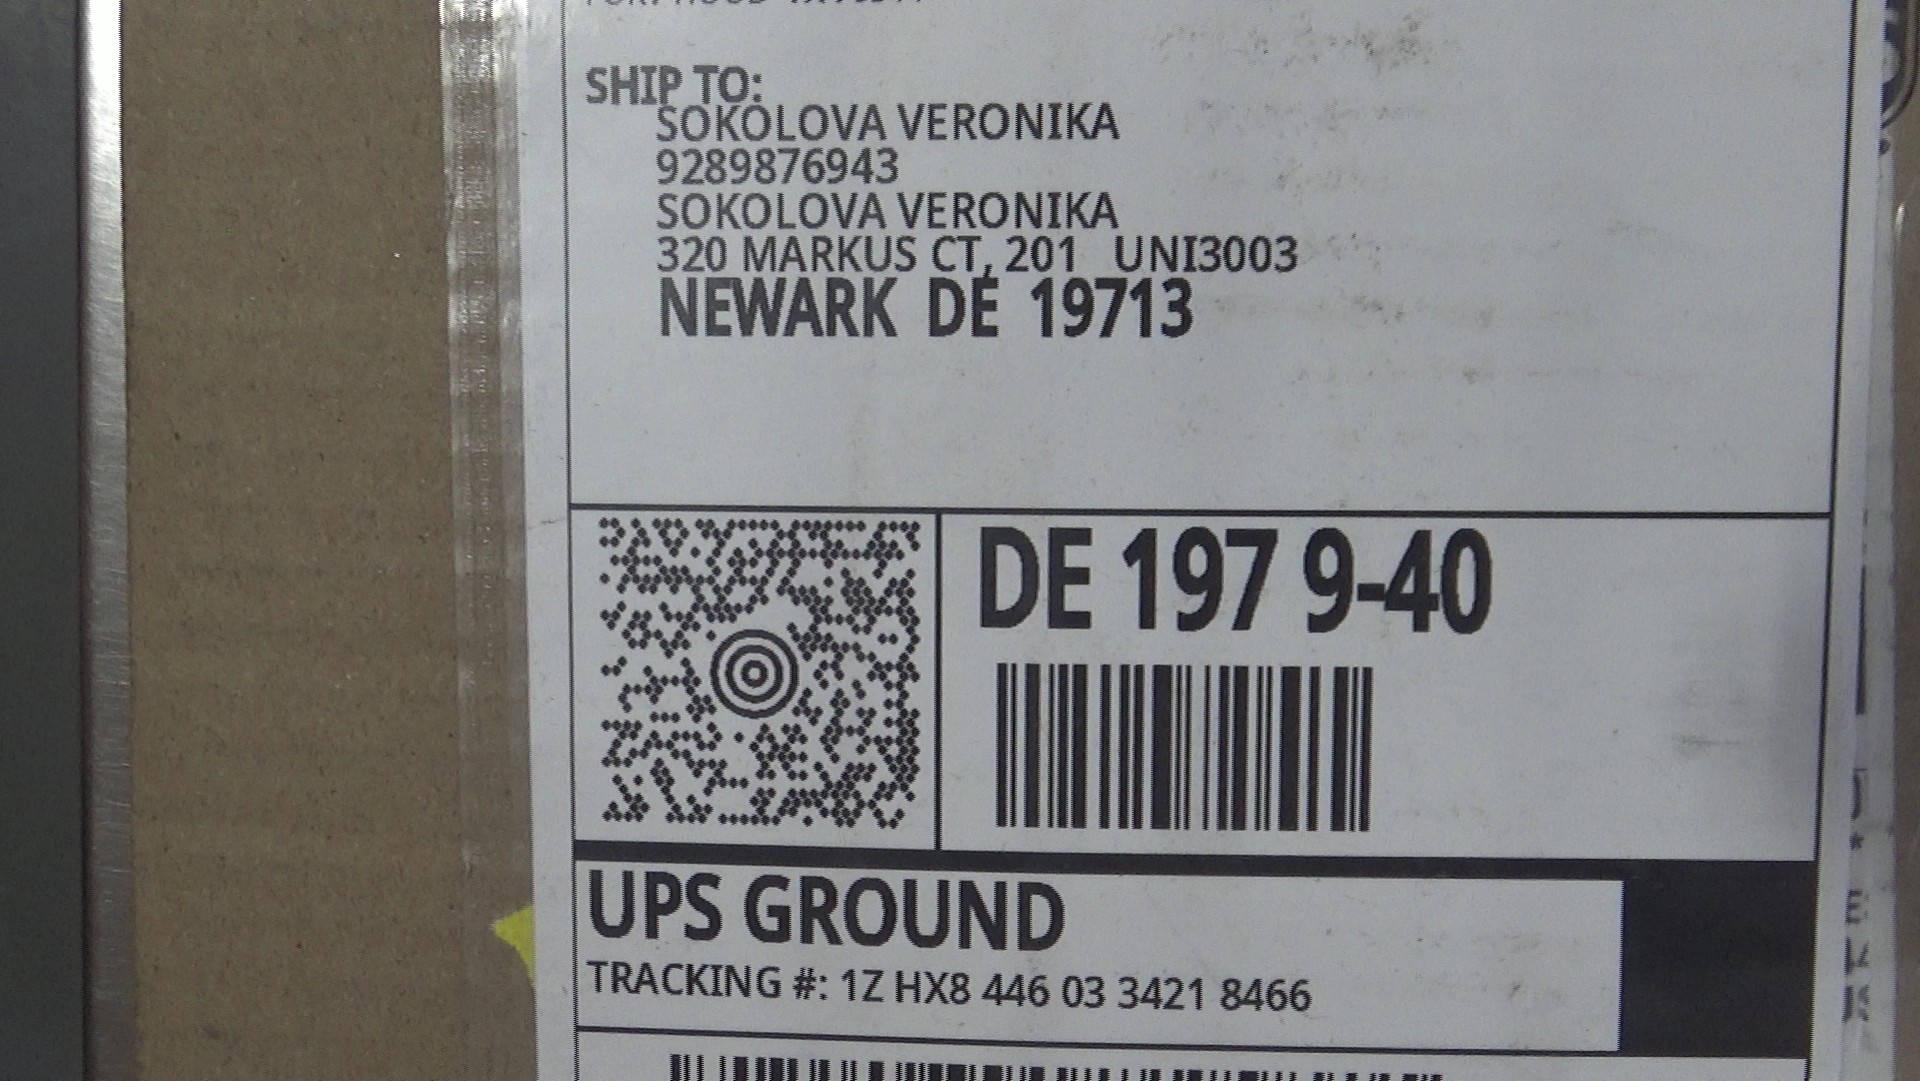 SHIP TO:
SOKOLOVA VERONIKA
9289876943
SOKOLOVA VERONIKA
320 MARKUS CT, 201 UNI3003
NEWARK DE 19713
DE 197 9-40
UPS GROUND
TRACKING #: 1Z HX8 446 03 3421 8466